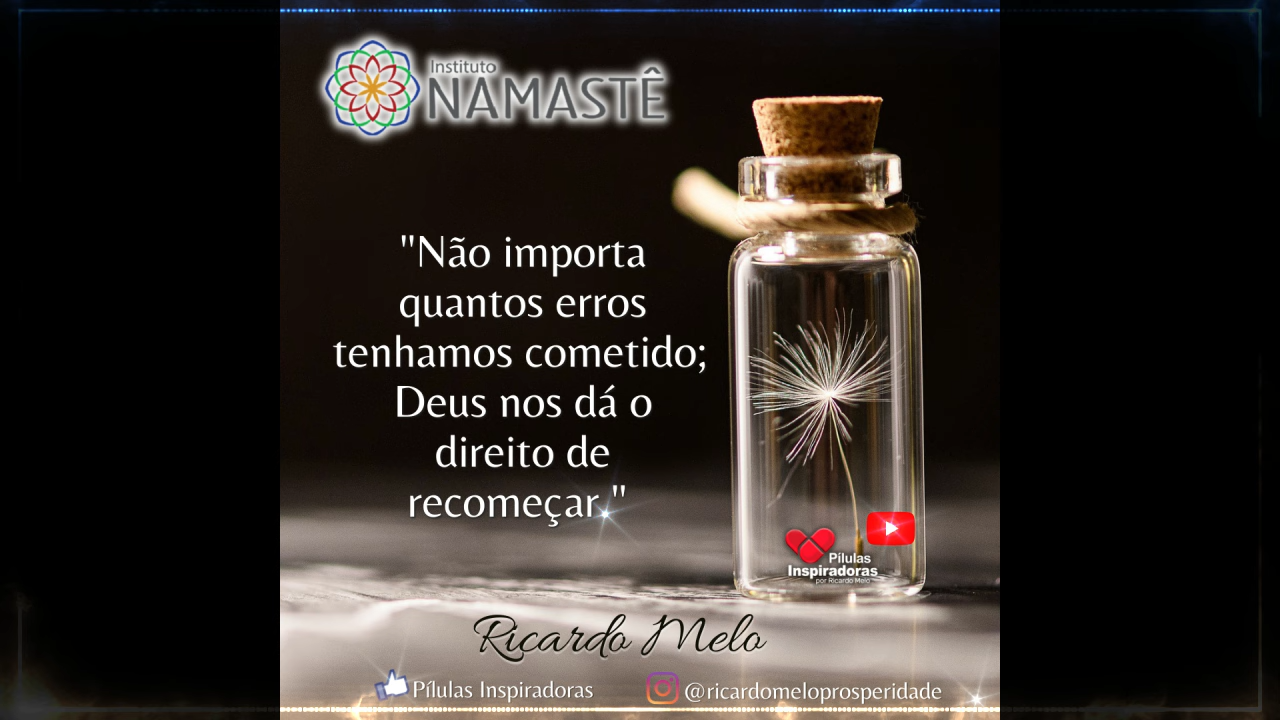 Instituto
NAMASTÊ
"Não importa
quantos erros
tenhamos cometido;
Deus nos dá o
direito de
recomeçar."
Pílulas
Inspiradoras
por Ricardo Melo
Ricardo Melo
Pílulas Inspiradoras
@ricardomeloprosperidade